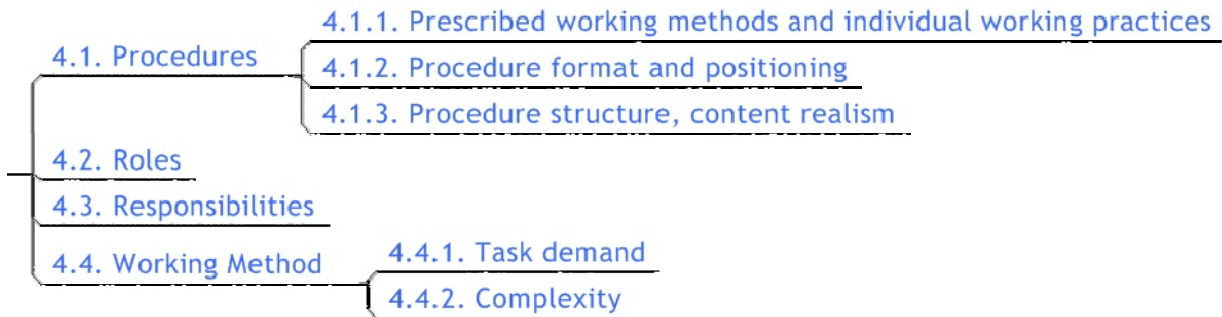 4.1. Procedures
4.1.1. Prescribed working methods and individual working practices
4.1.2. Procedure format and positioning
4.1.3. Procedure structure, content realism
4.2. Roles
4.3. Responsibilities
4.4. Working Method
4.4.1. Task demand
4.4.2. Complexity